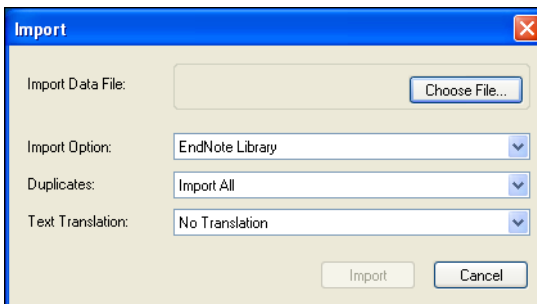 Import
Import Data File:
Choose File...
Import Option: EndNote Library
Duplicates: Import All
Text Translation: No Translation
Import Cancel